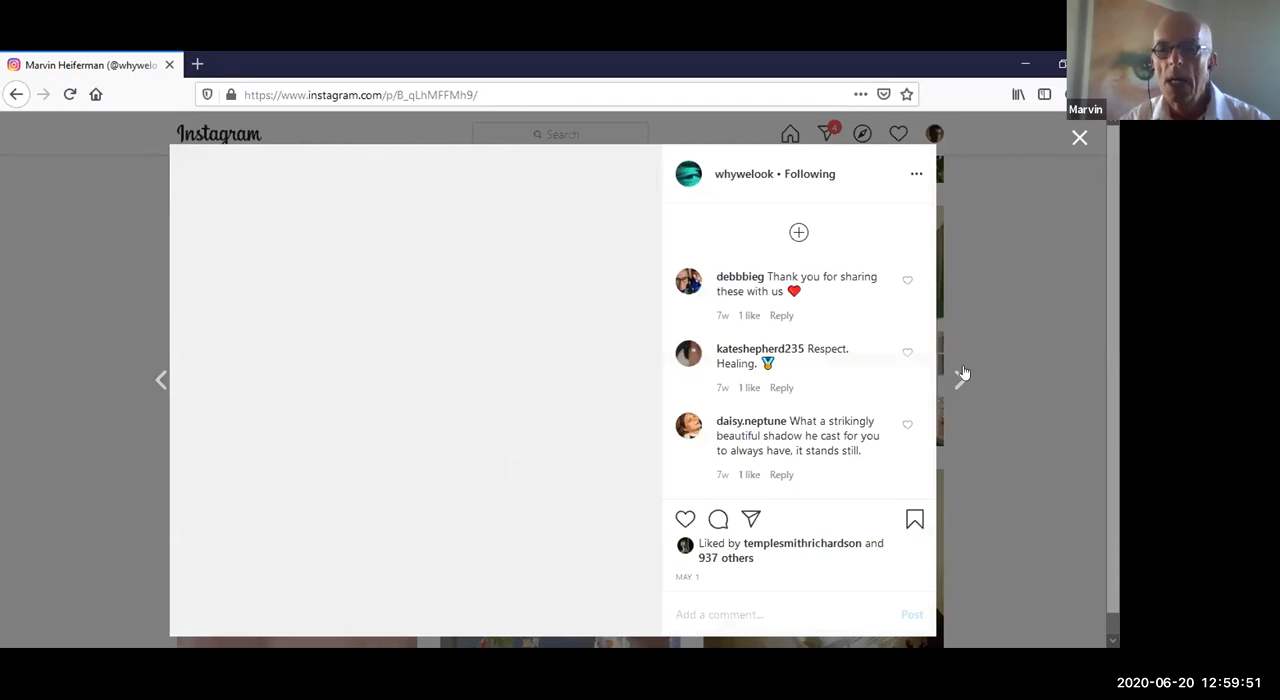 Marvin Heiferman (@whywelo
https://www.instagram.com/p/B_qLhMFFMh9/
Marvin
Instagram
Search
4
whywelook • Following
debbbieg Thank you for sharing
these with us ❤️
7w 1 like Reply
kateshepherd235 Respect.
Healing. 🏅
7w 1 like Reply
daisy.neptune What a strikingly
beautiful shadow he cast for you
to always have, it stands still.
7w 1 like Reply
Liked by templesmithrichardson and
937 others
MAY 1
Add a comment... Post
2020-06-20 12:59:51